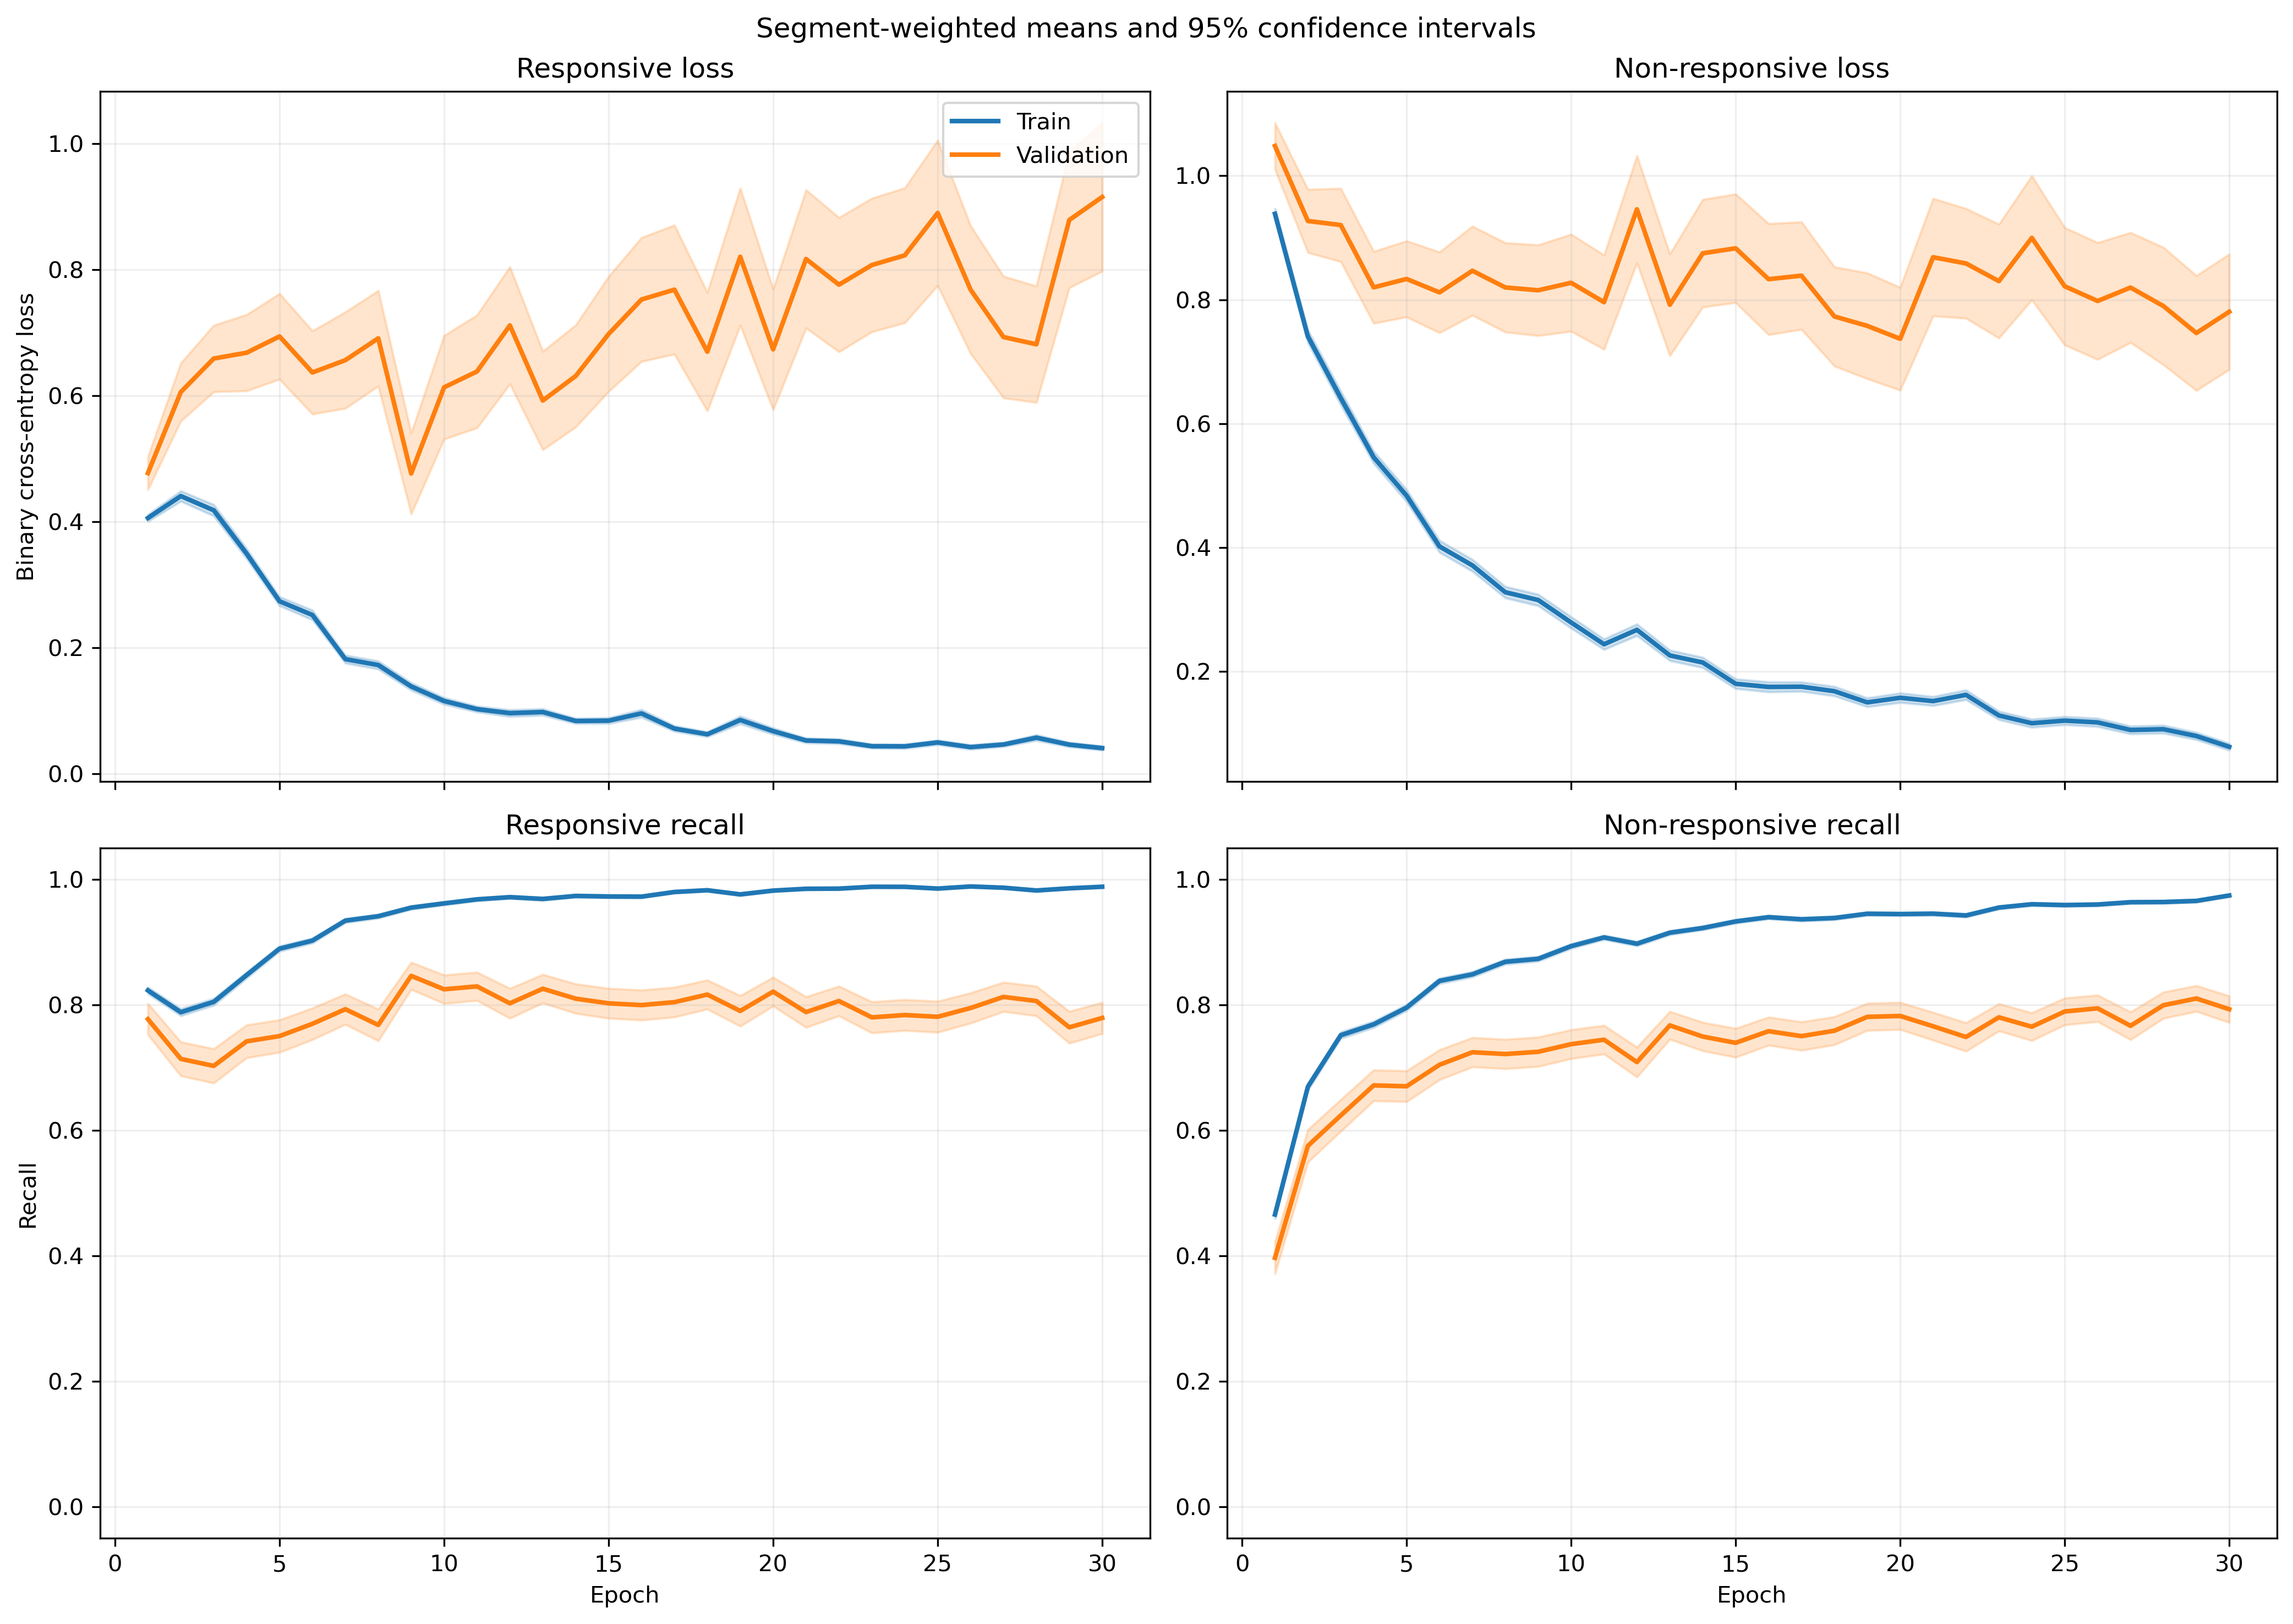 Segment-weighted means and 95% confidence intervals
Responsive loss
Train
Validation
Binary cross-entropy loss
1.0
0.8
0.6
0.4
0.2
0.0
Non-responsive loss
1.0
0.8
0.6
0.4
0.2
Responsive recall
Recall
1.0
0.8
0.6
0.4
0.2
0.0
0 5 10 15 20 25 30
Epoch
Non-responsive recall
1.0
0.8
0.6
0.4
0.2
0.0
0 5 10 15 20 25 30
Epoch